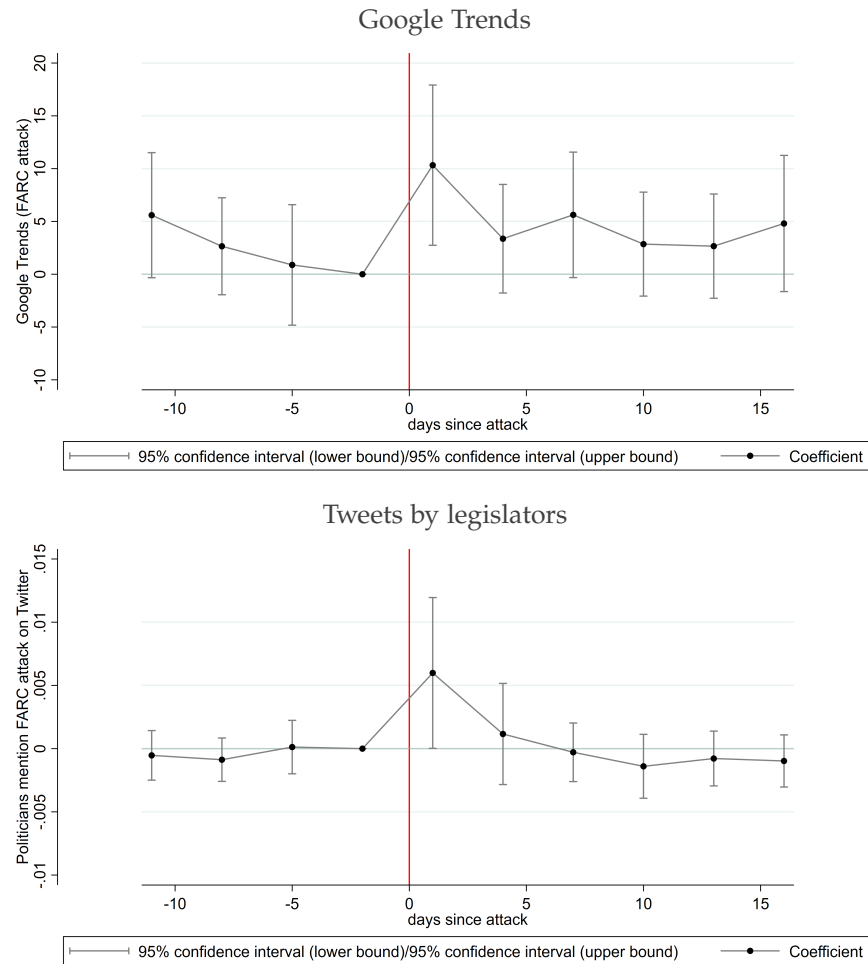 Google Trends
Google Trends (FARC attack)
20
15
10
5
0
-5
-10
-10 -5 0 5 10 15
days since attack
95% confidence interval (lower bound)/95% confidence interval (upper bound) Coefficient
Tweets by legislators
Politicians mention FARC attack on Twitter
.015
.01
.005
0
-.005
-.01
-10 -5 0 5 10 15
days since attack
95% confidence interval (lower bound)/95% confidence interval (upper bound) Coefficient